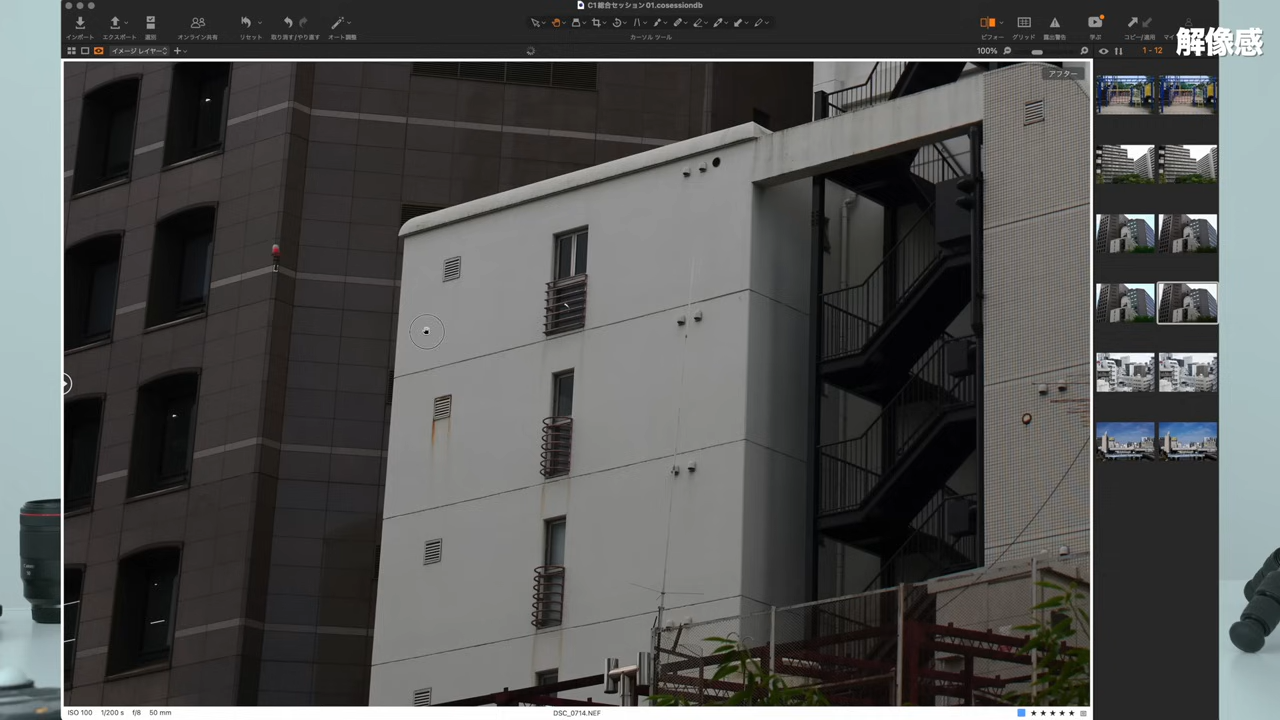 C1総合セッション01.cosessiondb
インポート
エクスポート
選別
オンライン共有
リセット
取り消す/やり直す
オート調整
カーソル ツール
ビフォー
グリッド
露出警告
学ぶ
コピー/適用
解像感
イメージ レイヤー
100%
1 - 12
アフター
ISO 100 1/200 s f/8 50 mm
DSC_0714.NEF